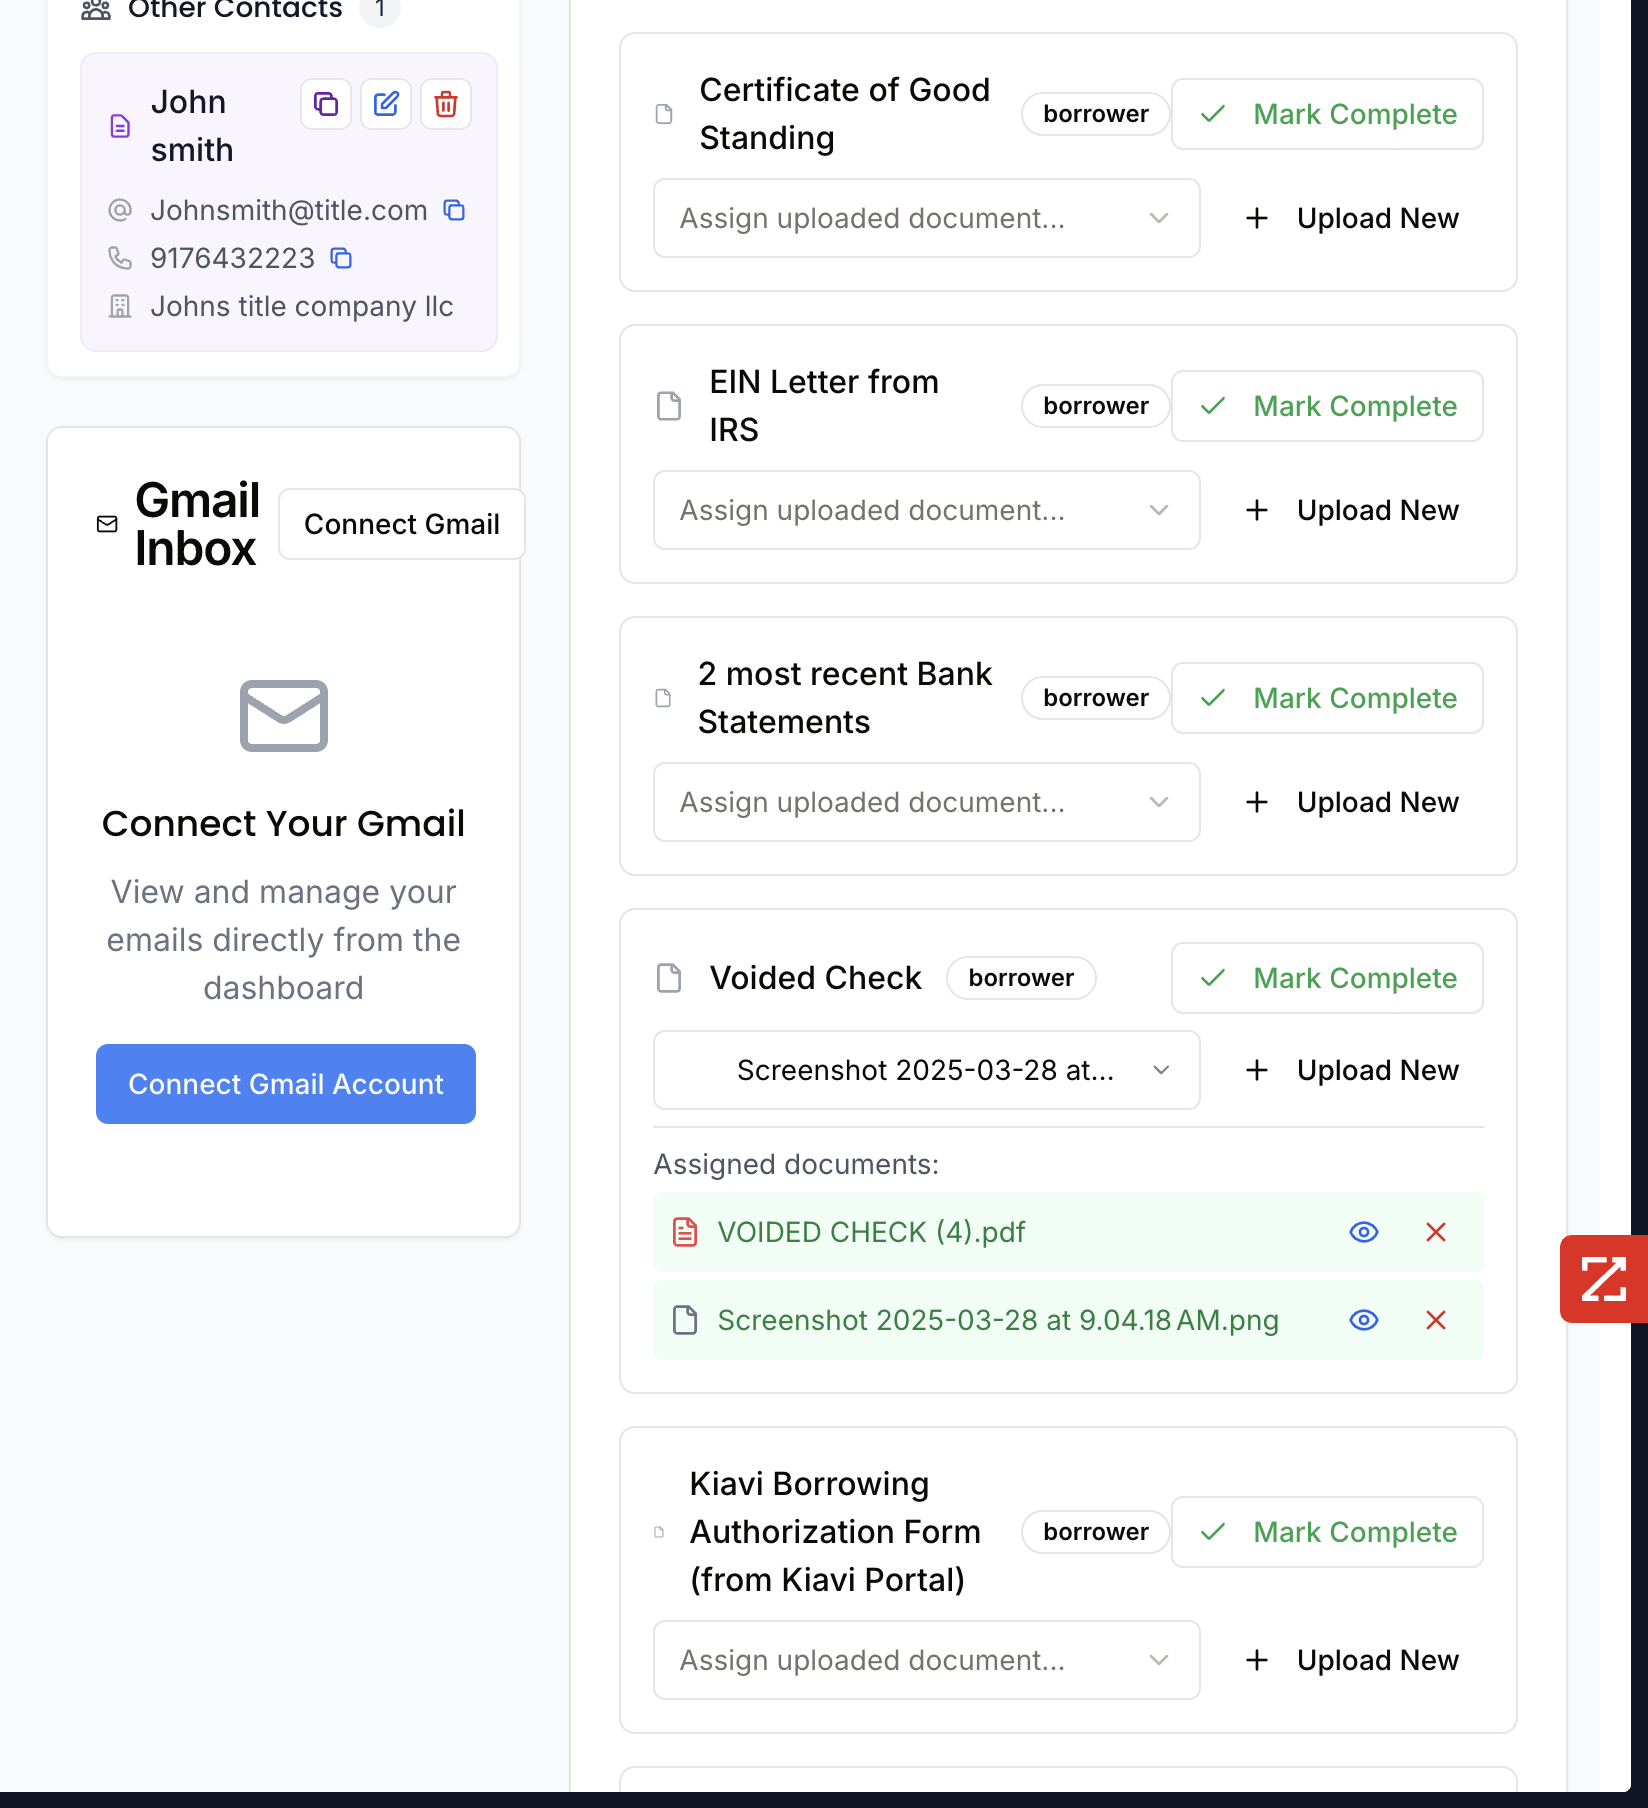 Other Contacts 1
John
smith
Johnsmith@title.com
9176432223
Johns title company llc
Gmail
Inbox
Connect Gmail
Connect Your Gmail
View and manage your
emails directly from the
dashboard
Connect Gmail Account
Certificate of Good
Standing
borrower
Mark Complete
Assign uploaded document...
Upload New
EIN Letter from
IRS
borrower
Mark Complete
Assign uploaded document...
Upload New
2 most recent Bank
Statements
borrower
Mark Complete
Assign uploaded document...
Upload New
Voided Check
borrower
Mark Complete
Screenshot 2025-03-28 at...
Upload New
Assigned documents:
VOIDED CHECK (4).pdf
Screenshot 2025-03-28 at 9.04.18 AM.png
Kiavi Borrowing
Authorization Form
(from Kiavi Portal)
borrower
Mark Complete
Assign uploaded document...
Upload New